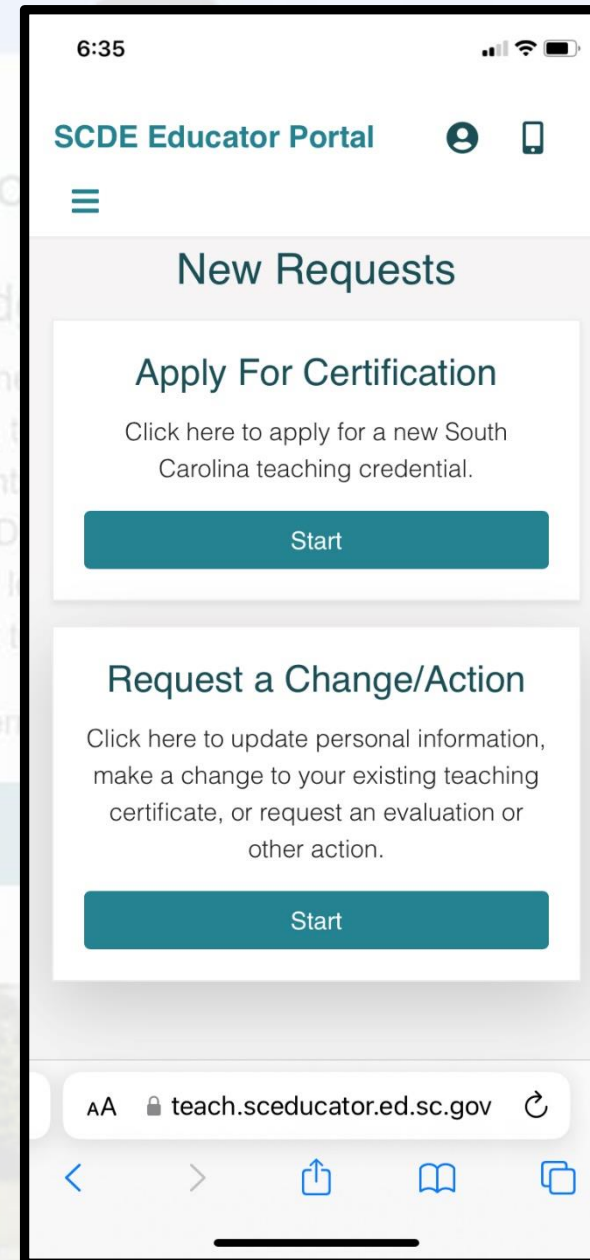 6:35
SCDE Educator Portal
New Requests
Apply For Certification
Click here to apply for a new South
Carolina teaching credential.
Start
Request a Change/Action
Click here to update personal information,
make a change to your existing teaching
certificate, or request an evaluation or
other action.
Start
AA teach.sceducator.ed.sc.gov